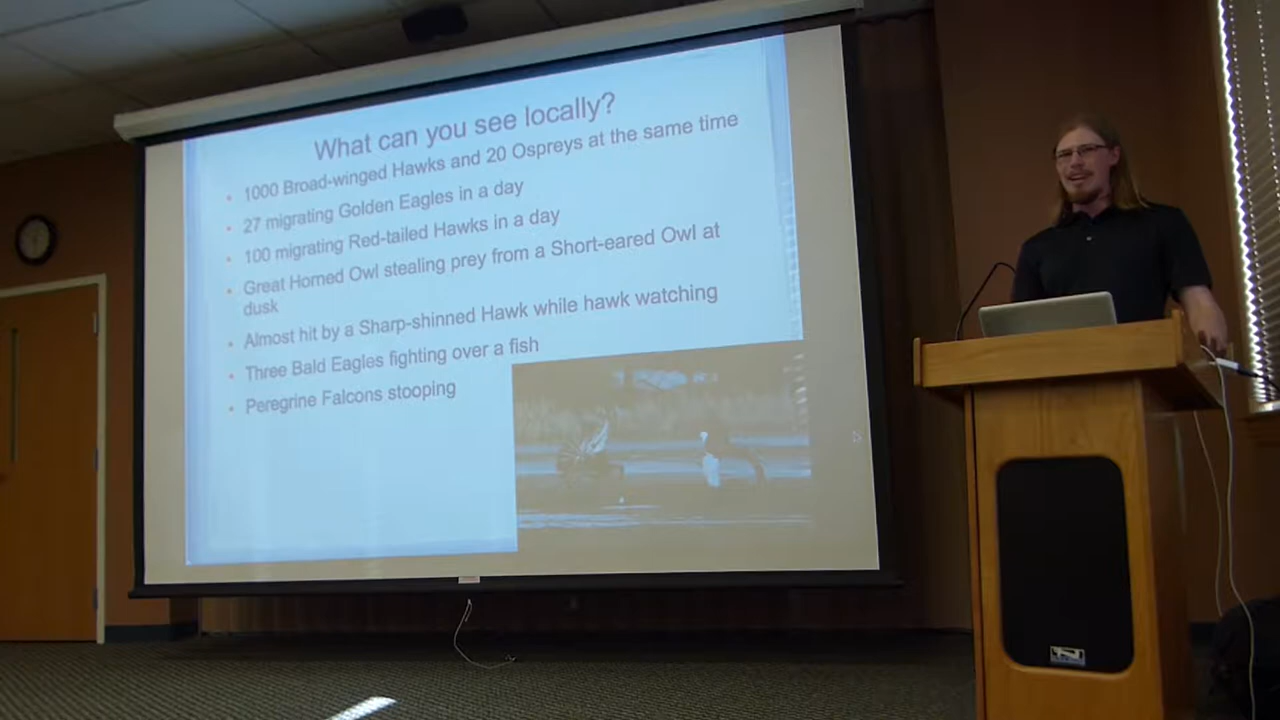 What can you see locally?
1000 Broad-winged Hawks and 20 Ospreys at the same time
27 migrating Golden Eagles in a day
100 migrating Red-tailed Hawks in a day
Great Horned Owl stealing prey from a Short-eared Owl at
dusk
Almost hit by a Sharp-shinned Hawk while hawk watching
Three Bald Eagles fighting over a fish
Peregrine Falcons stooping